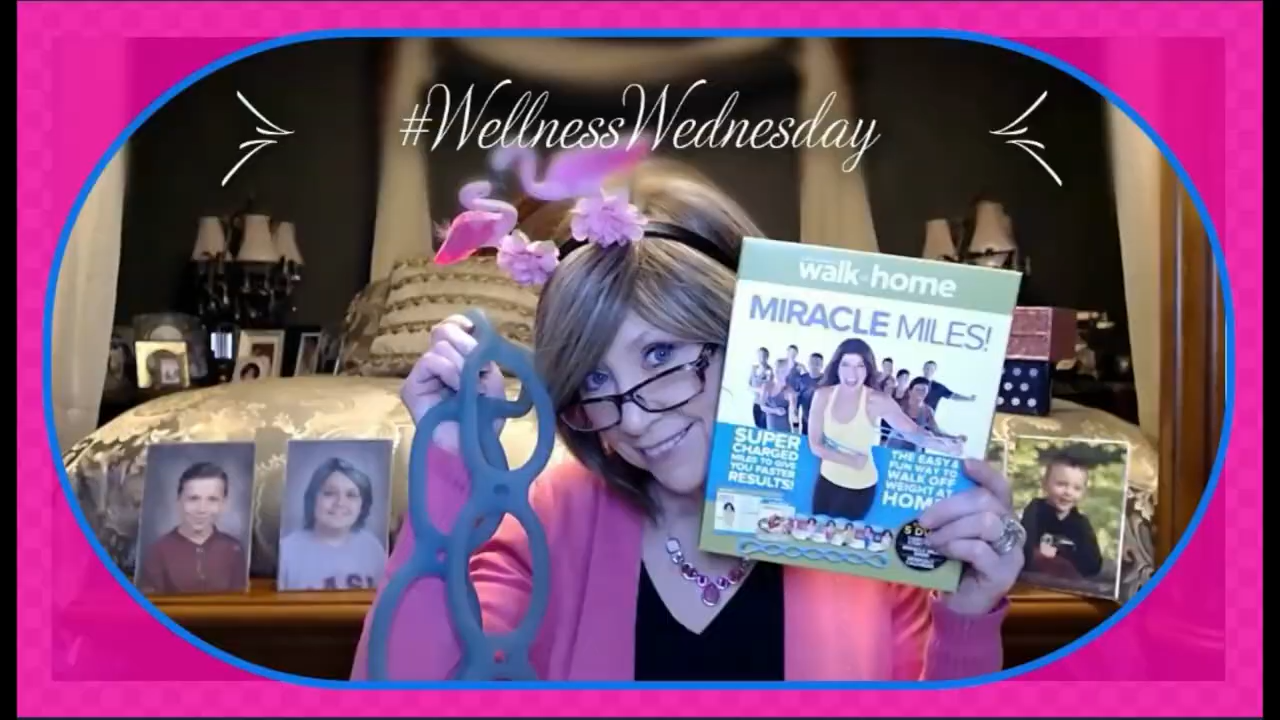 #WellnessWednesday
walk at home
MIRACLE MILES!
SUPER
CHARGED
MILES TO GIVE
YOU FASTER
RESULTS!
THE EASY &
FUN WAY TO
WALK OFF
WEIGHT AT
HOM